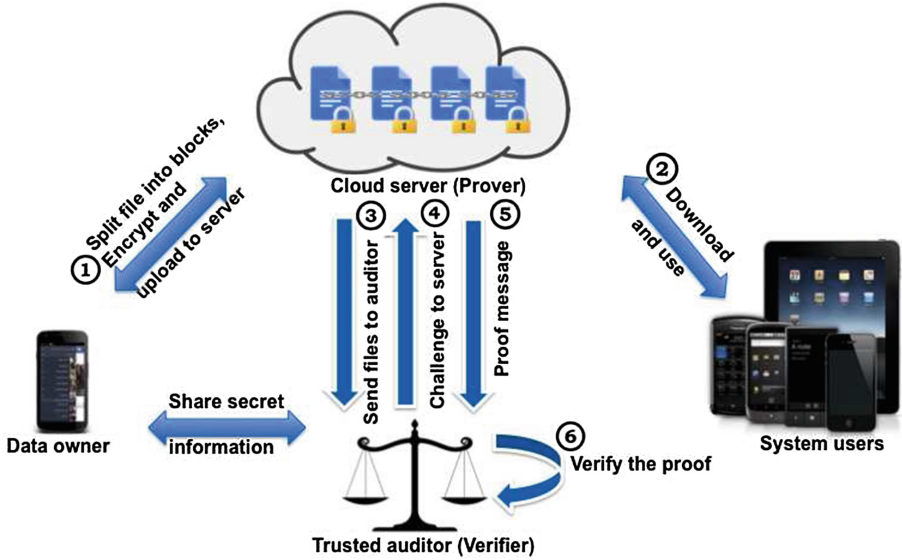 Cloud server (Prover)
1
Split file into blocks,
Encrypt and
upload to server
2
Download
and use
3
Send files to auditor
4
Challenge to server
5
Proof message
Data owner
Share secret
information
6
Verify the proof
System users
Trusted auditor (Verifier)